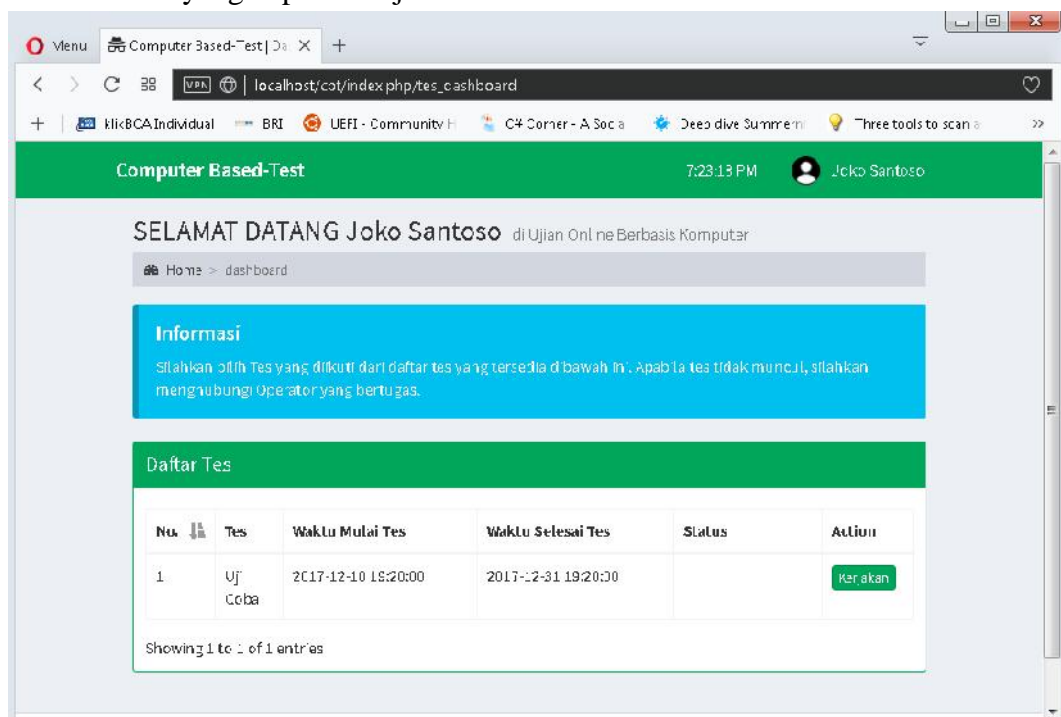 Menu Computer Based-Test | Da
VPN localhost/cbt/index.php/tes_dashboard
klikBCA Individual BRI UEFI - Community H C# Corner - A Socia Deep dive Summern Three tools to scan a
Computer Based-Test 7:23:13 PM Joko Santoso
SELAMAT DATANG Joko Santoso di Ujian Online Berbasis Komputer
Home > dashboard
Informasi
Silahkan pilih Tes yang diikuti dari daftar tes yang tersedia dibawah ini. Apabila tes tidak muncul, silahkan
menghubungi Operator yang bertugas.
Daftar Tes
No. Tes Waktu Mulai Tes Waktu Selesai Tes Status Action
1 Uji 2017-12-10 19:20:00 2017-12-31 19:20:00 Kerjakan
Coba
Showing 1 to 1 of 1 entries